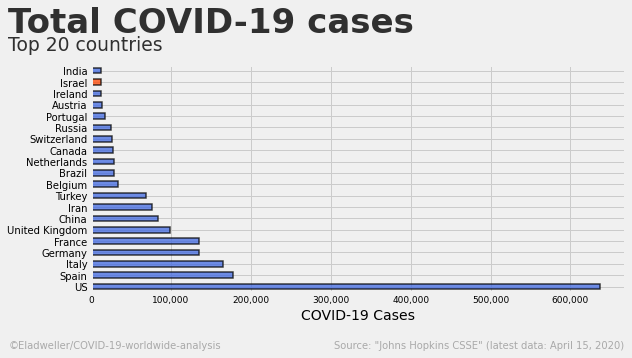 Total COVID-19 cases
Top 20 countries
India
Israel
Ireland
Austria
Portugal
Russia
Switzerland
Canada
Netherlands
Brazil
Belgium
Turkey
Iran
China
United Kingdom
France
Germany
Italy
Spain
US
0 100,000 200,000 300,000 400,000 500,000 600,000
COVID-19 Cases
©Eladweller/COVID-19-worldwide-analysis Source: "Johns Hopkins CSSE" (latest data: April 15, 2020)